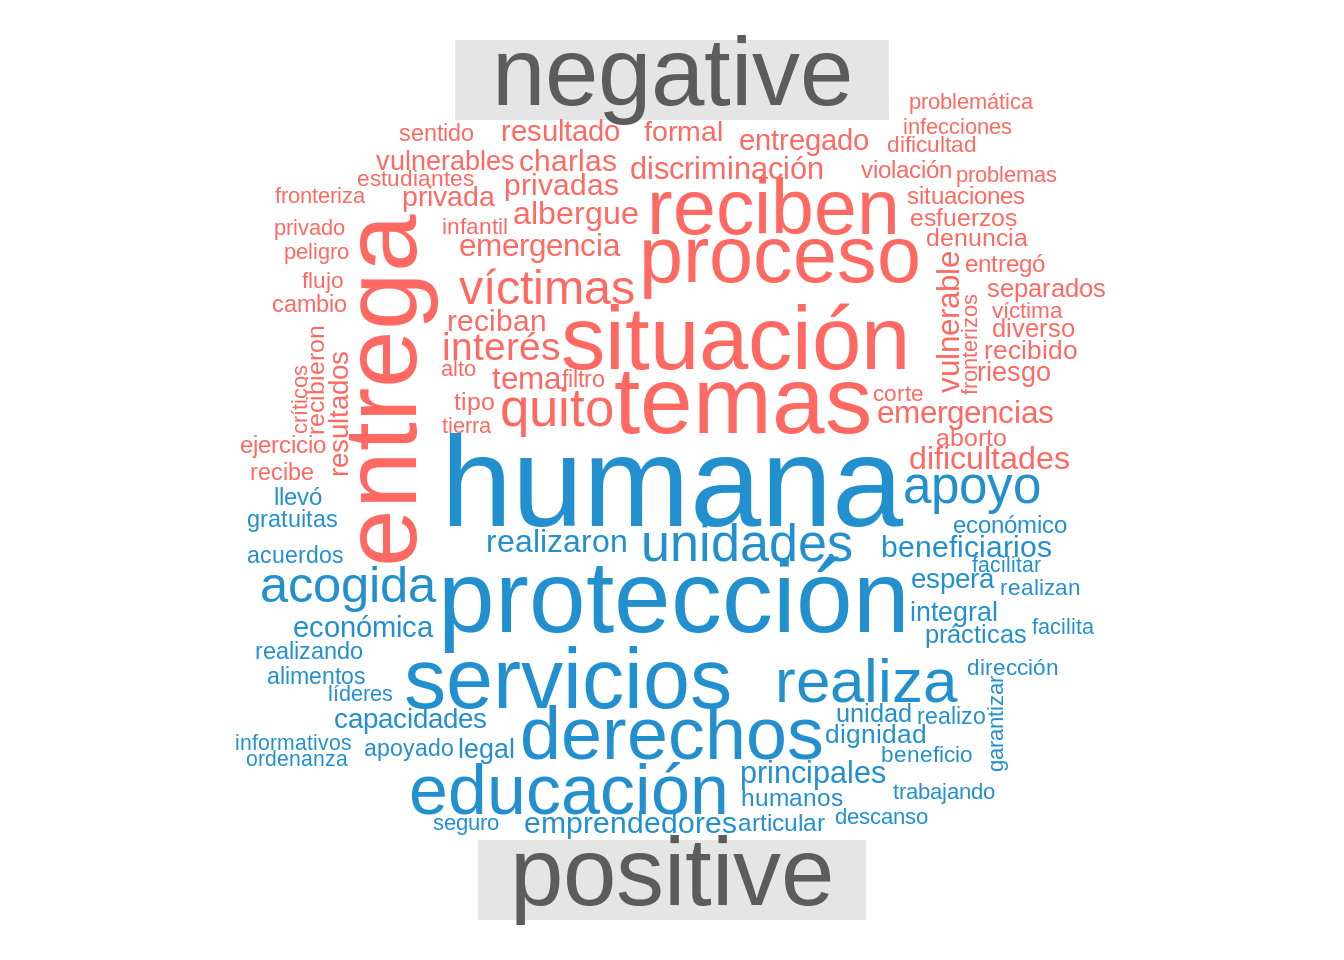 negative
problemática
sentido resultado formal entregado infecciones
dificultad
vulnerables charlas discriminación violación problemas
estudiantes
fronteriza privada privadas reciben situaciones
privado infantil albergue esfuerzos
peligro emergencia proceso denuncia
entregó
flujo víctimas vulnerable separados
cambio reciban situación fronterizos víctima
diverso
entrega interés recibido
alto tema filtro temas riesgo
críticos recibieron resultados
tipo quito corte emergencias
tierra aborto
ejercicio dificultades
recibe
llevó humana apoyo
gratuitas económico
acuerdos realizaron unidades beneficiarios
facilitar
acogida protección espera realizan
integral
económica prácticas facilita
realizando
alimentos servicios realiza dirección
líderes
capacidades unidad realizo garantizar
informativos apoyado legal derechos dignidad
ordenanza beneficio
educación principales
humanos trabajando
seguro emprendedores articular descanso
positive